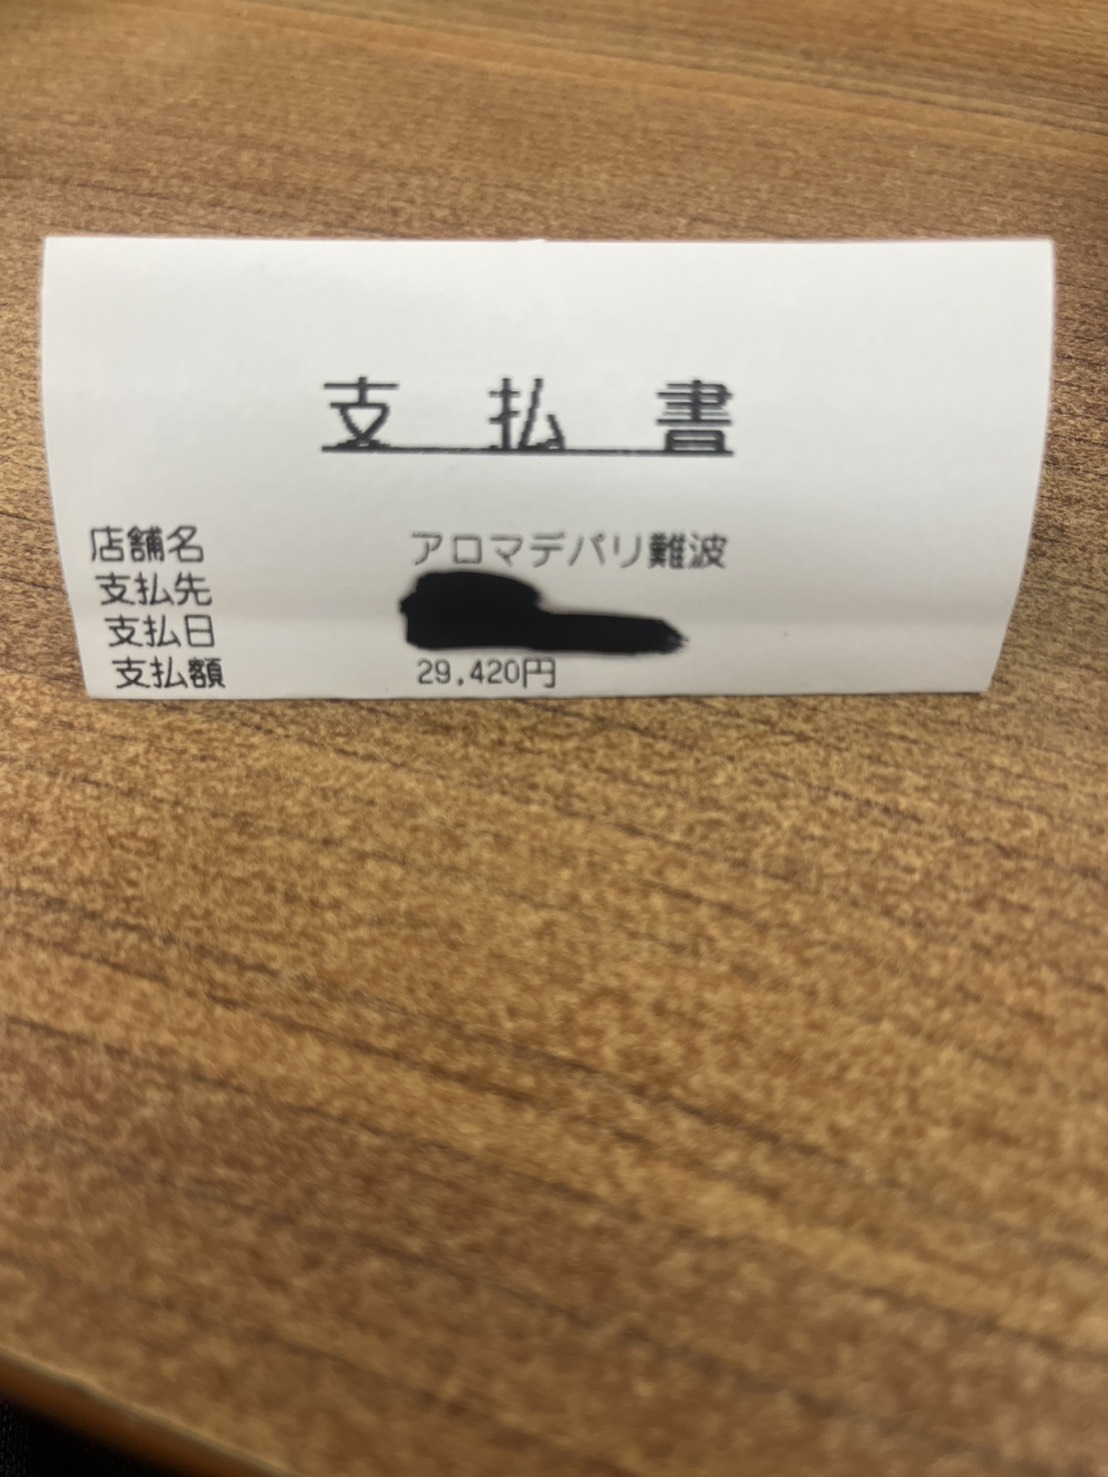 支払書
店舗名 アロマデパリ難波
支払先
支払日
支払額 29,420円